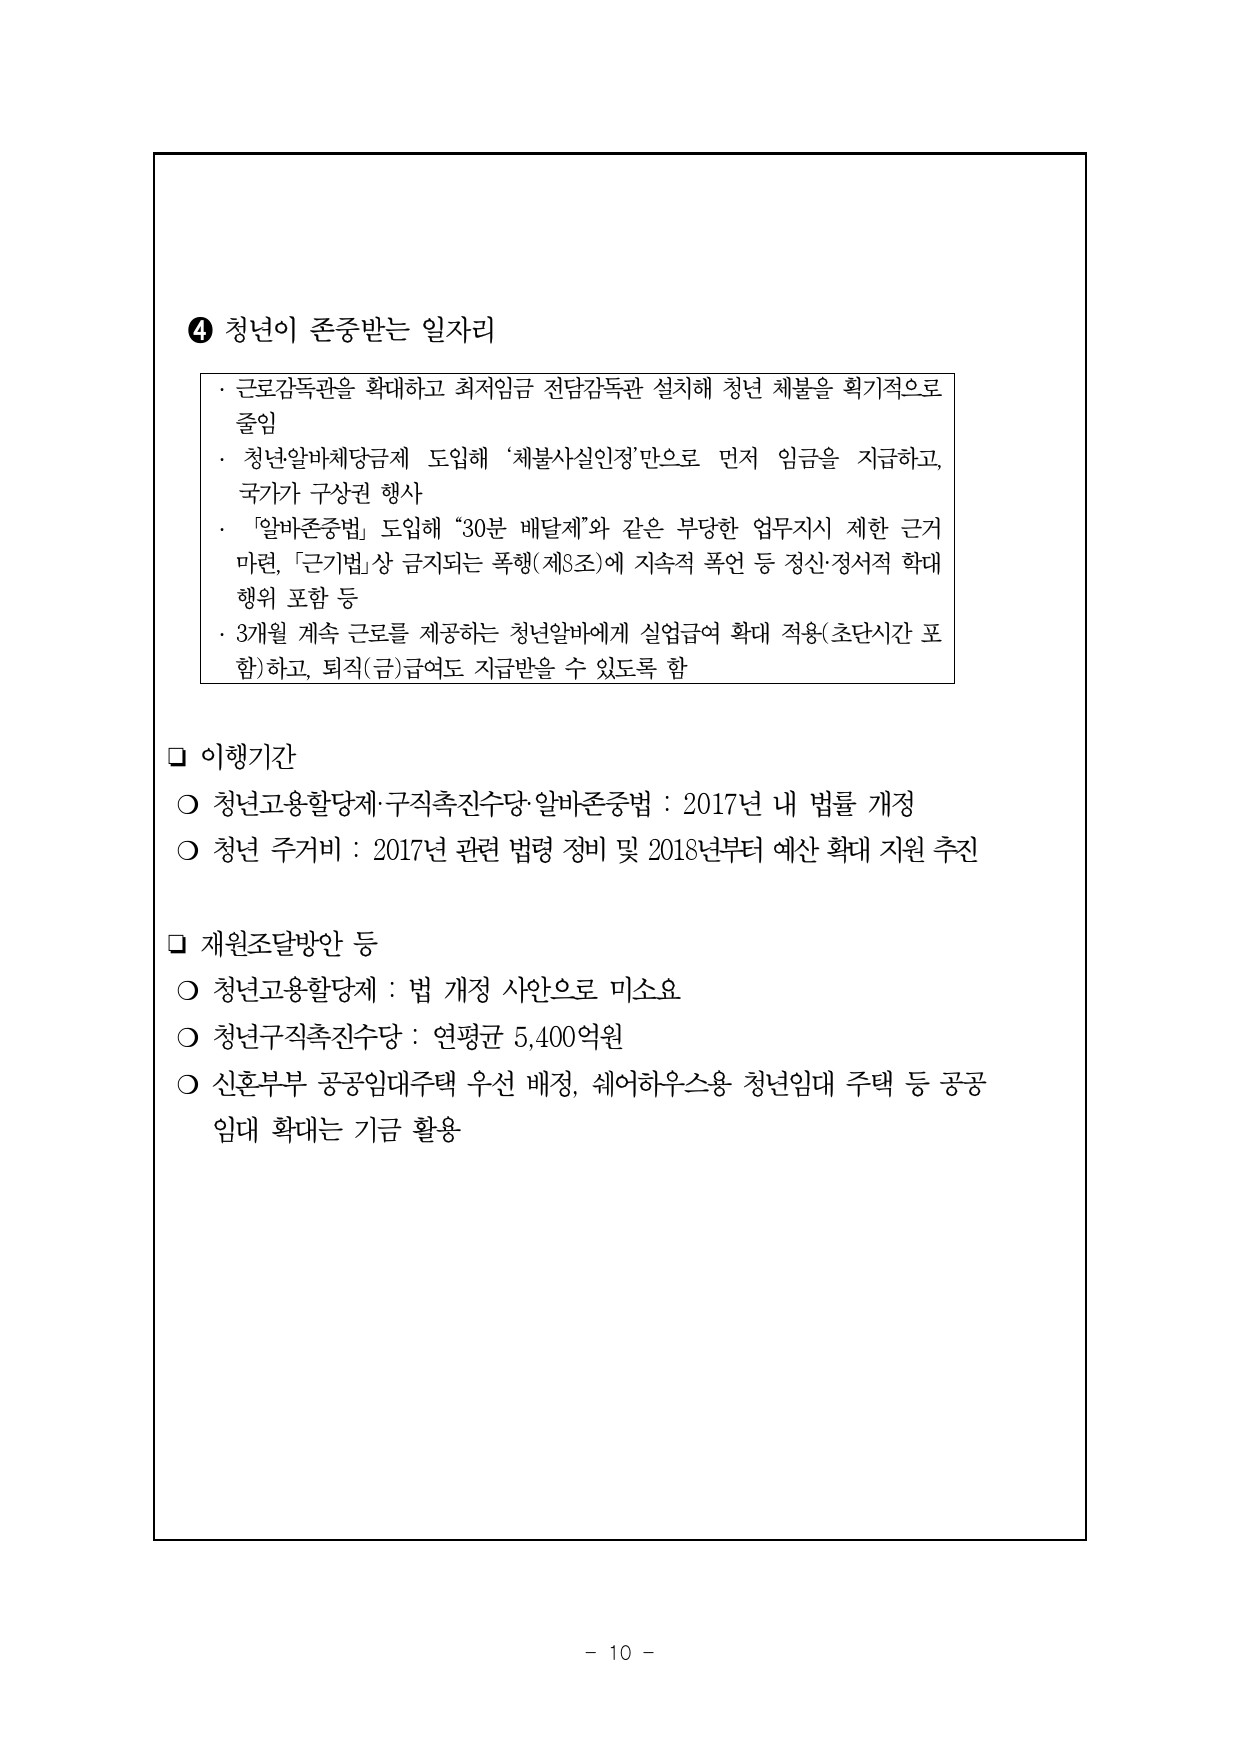 ❹ 청년이 존중받는 일자리
· 근로감독관을 확대하고 최저임금 전담감독관 설치해 청년 체불을 획기적으로
줄임
· 청년·알바체당금제 도입해 ‘체불사실인정’만으로 먼저 임금을 지급하고,
국가가 구상권 행사
· 「알바존중법」 도입해 “30분 배달제”와 같은 부당한 업무지시 제한 근거
마련, 「근기법」상 금지되는 폭행(제8조)에 지속적 폭언 등 정신·정서적 학대
행위 포함 등
· 3개월 계속 근로를 제공하는 청년알바에게 실업급여 확대 적용(초단시간 포
함)하고, 퇴직(금)급여도 지급받을 수 있도록 함
❏ 이행기간
❍ 청년고용할당제·구직촉진수당·알바존중법 : 2017년 내 법률 개정
❍ 청년 주거비 : 2017년 관련 법령 정비 및 2018년부터 예산 확대 지원 추진
❏ 재원조달방안 등
❍ 청년고용할당제 : 법 개정 사안으로 미소요
❍ 청년구직촉진수당 : 연평균 5,400억원
❍ 신혼부부 공공임대주택 우선 배정, 쉐어하우스용 청년임대 주택 등 공공
임대 확대는 기금 활용
- 10 -